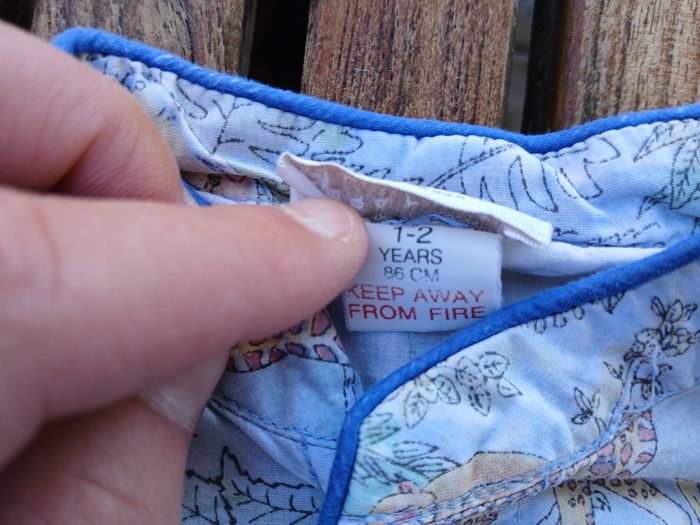 1-2
YEARS
86 CM
KEEP AWAY
FROM FIRE